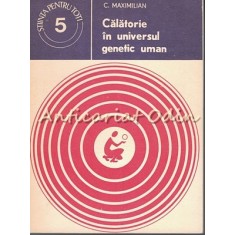 C. MAXIMILIAN
ȘTIINȚA PENTRU TOȚI
5
Călătorie
în universul
genetic uman
Anticariat Odin